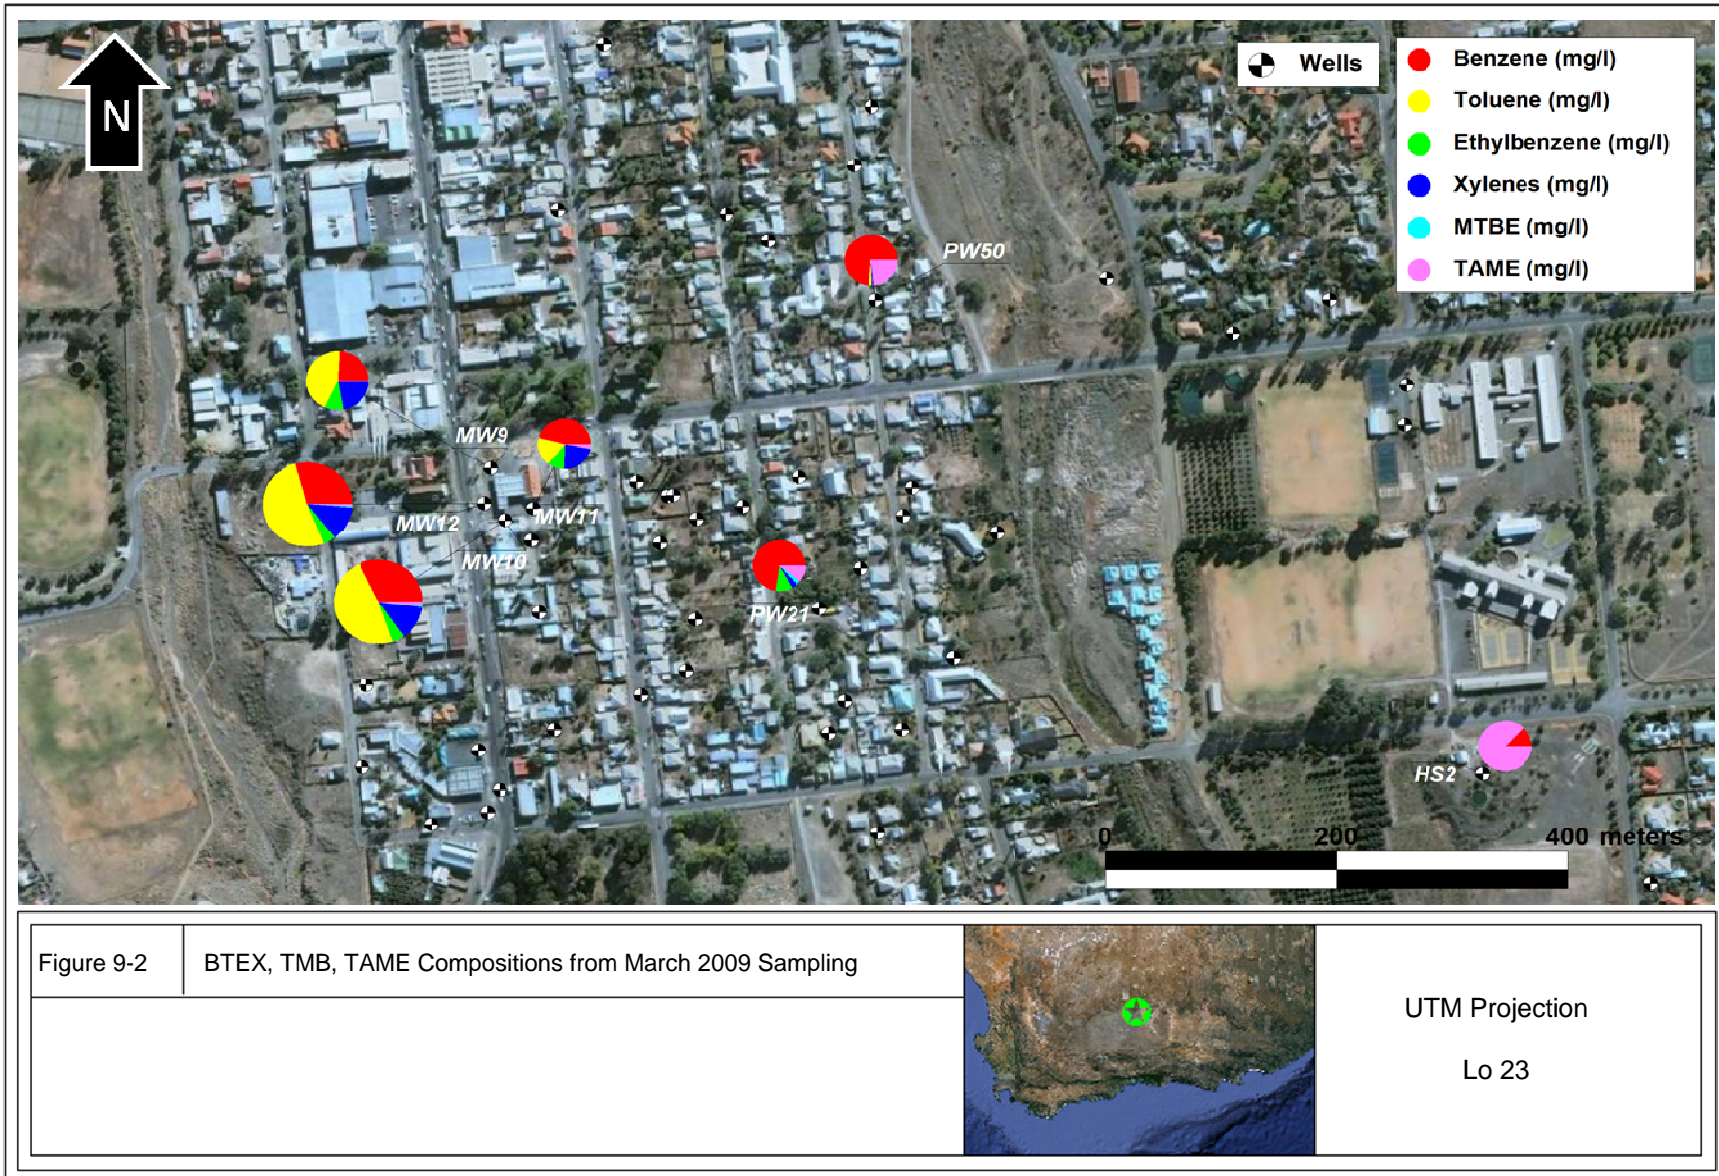 N
Wells
Benzene (mg/l)
Toluene (mg/l)
Ethylbenzene (mg/l)
Xylenes (mg/l)
MTBE (mg/l)
TAME (mg/l)
PW50
MW9
MW12
MW11
MW10
PW21
HS2
0 200 400 meters
Figure 9-2 BTEX, TMB, TAME Compositions from March 2009 Sampling
UTM Projection
Lo 23